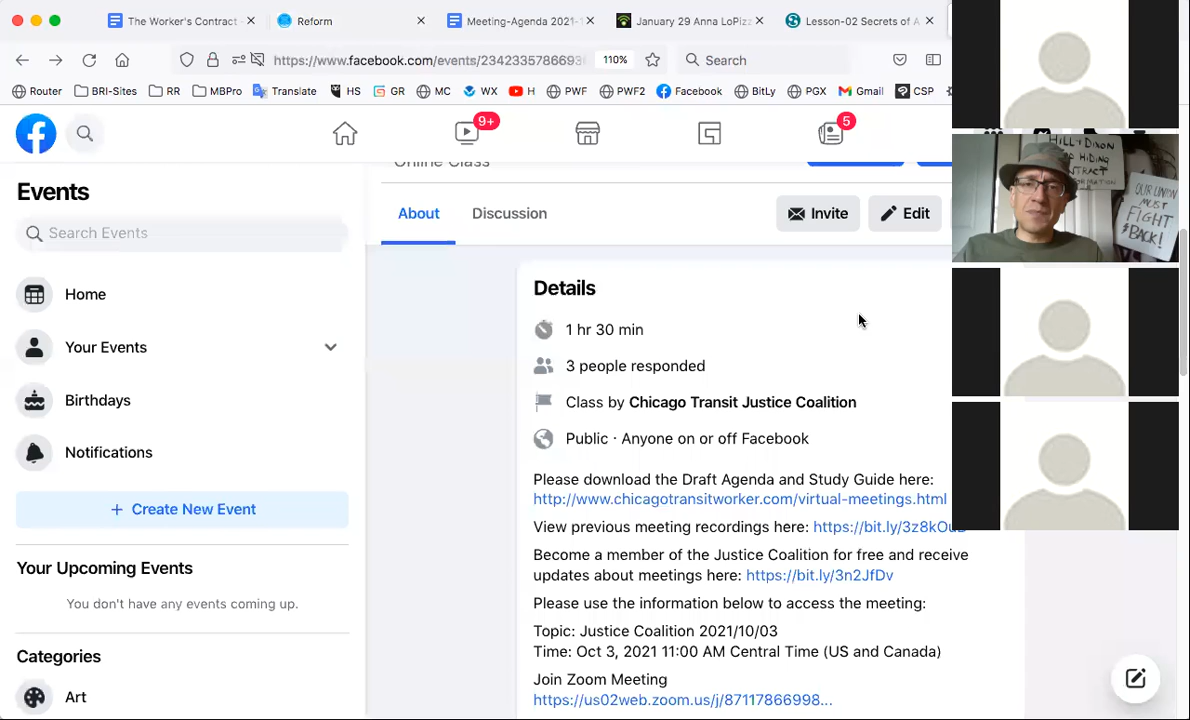 The Worker's Contract
Reform
Meeting-Agenda 2021-
January 29 Anna LoPizz
Lesson-02 Secrets of A
https://www.facebook.com/events/23423357866930
110%
Search
Router
BRI-Sites
RR
MBPro
Translate
HS
GR
MC
WX
H
PWF
PWF2
Facebook
BitLy
PGX
Gmail
CSP
9+
5
Online Class
Events
Search Events
Home
Your Events
Birthdays
Notifications
+ Create New Event
Your Upcoming Events
You don't have any events coming up.
Categories
Art
About
Discussion
Invite
Edit
Details
1 hr 30 min
3 people responded
Class by Chicago Transit Justice Coalition
Public · Anyone on or off Facebook
Please download the Draft Agenda and Study Guide here:
http://www.chicagotransitworker.com/virtual-meetings.html
View previous meeting recordings here: https://bit.ly/3z8kOuB
Become a member of the Justice Coalition for free and receive
updates about meetings here: https://bit.ly/3n2JfDv
Please use the information below to access the meeting:
Topic: Justice Coalition 2021/10/03
Time: Oct 3, 2021 11:00 AM Central Time (US and Canada)
Join Zoom Meeting
https://us02web.zoom.us/j/87117866998...
HILL & DIXON
HIDING
OUR UNION
MUST
FIGHT
BACK!